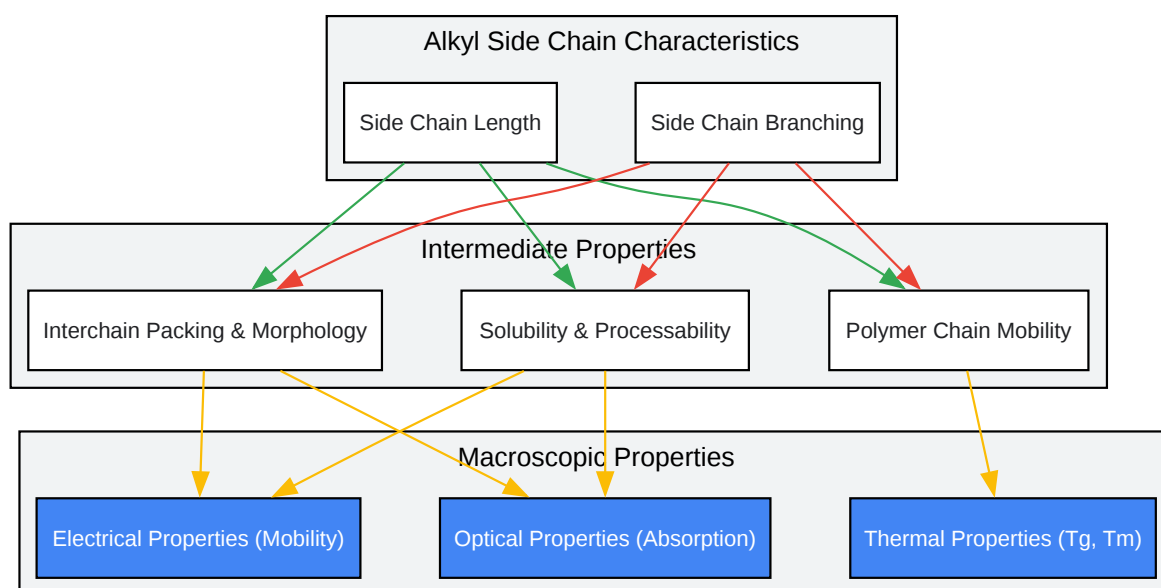 Alkyl Side Chain Characteristics
Side Chain Length
Side Chain Branching
Intermediate Properties
Interchain Packing & Morphology
Solubility & Processability
Polymer Chain Mobility
Macroscopic Properties
Electrical Properties (Mobility)
Optical Properties (Absorption)
Thermal Properties (Tg, Tm)